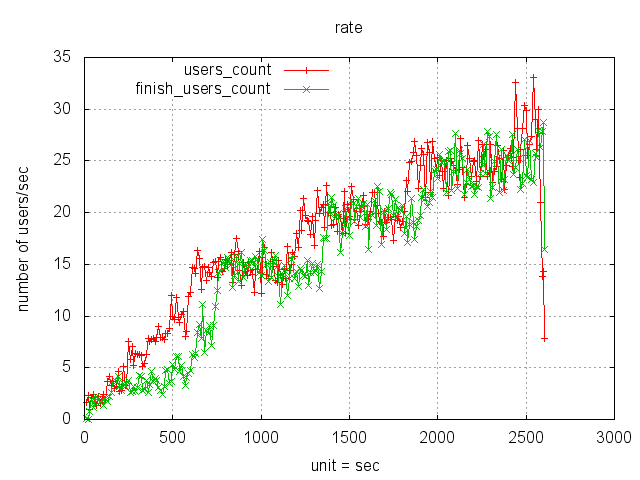 rate
users_count
finish_users_count
number of users/sec
35
30
25
20
15
10
5
0
0 500 1000 1500 2000 2500 3000
unit = sec